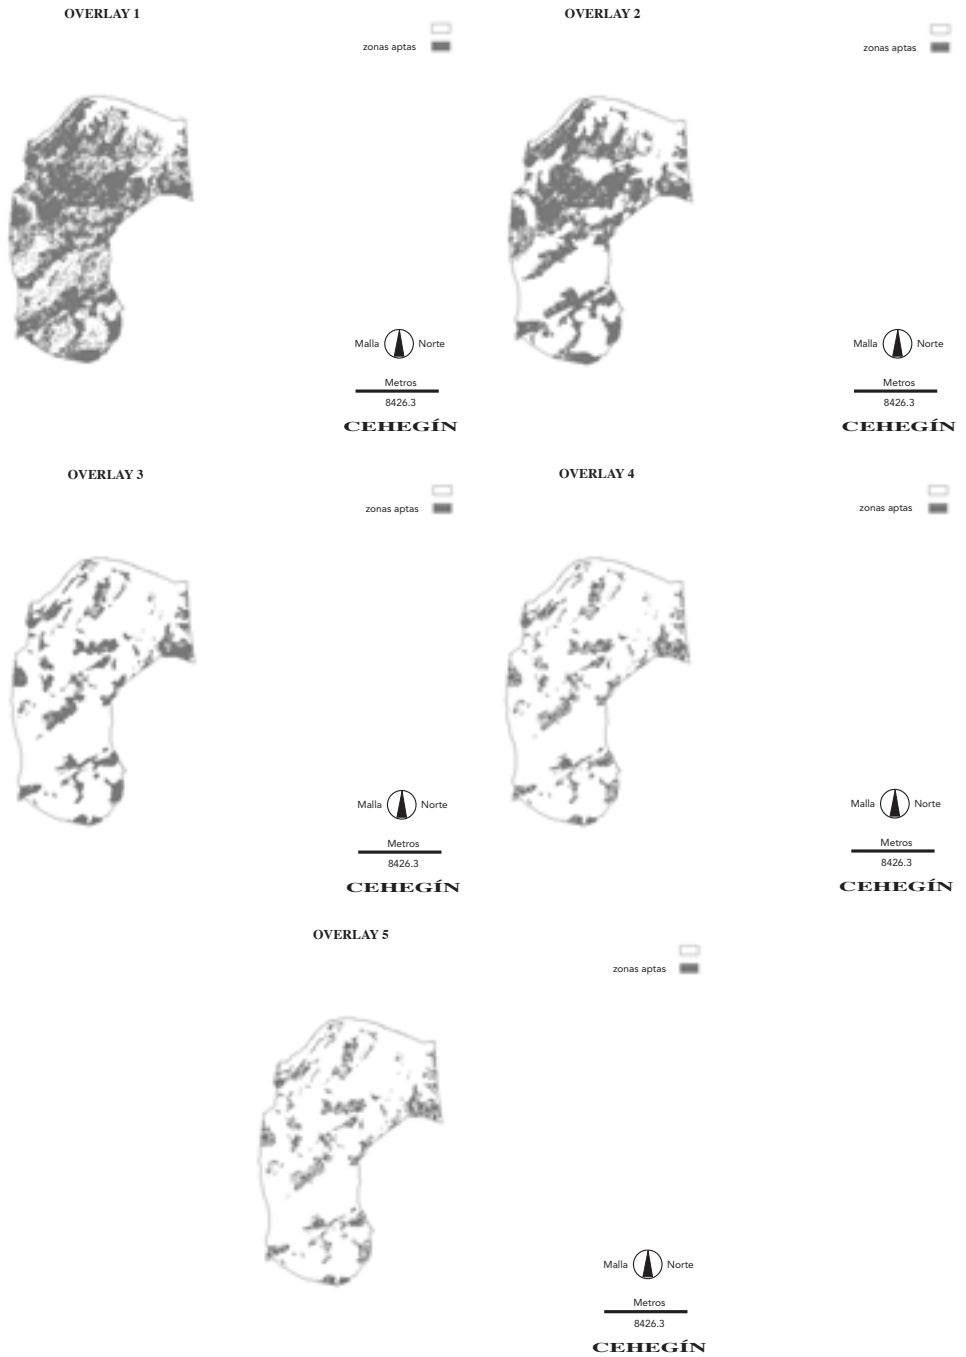 OVERLAY 1
zonas aptas
Malla Norte
Metros
8426.3
CEHEGÍN
OVERLAY 2
zonas aptas
Malla Norte
Metros
8426.3
CEHEGÍN
OVERLAY 3
zonas aptas
Malla Norte
Metros
8426.3
CEHEGÍN
OVERLAY 4
zonas aptas
Malla Norte
Metros
8426.3
CEHEGÍN
OVERLAY 5
zonas aptas
Malla Norte
Metros
8426.3
CEHEGÍN